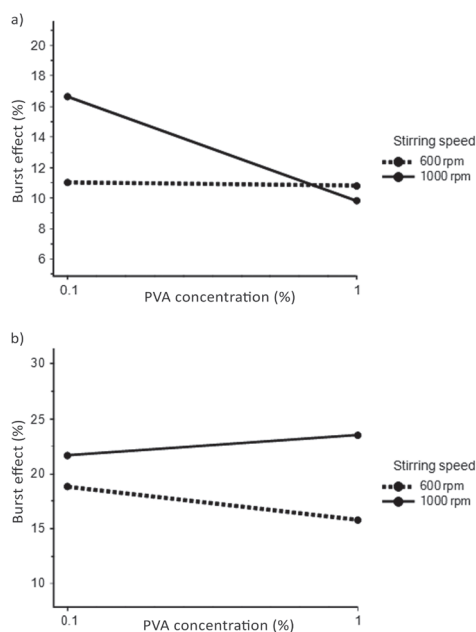 a)
20
18
16
14
12
10
8
6
Burst effect (%)
0.1
1
PVA concentration (%)
Stirring speed
600 rpm
1000 rpm
b)
30
25
20
15
10
Burst effect (%)
0.1
1
PVA concentration (%)
Stirring speed
600 rpm
1000 rpm